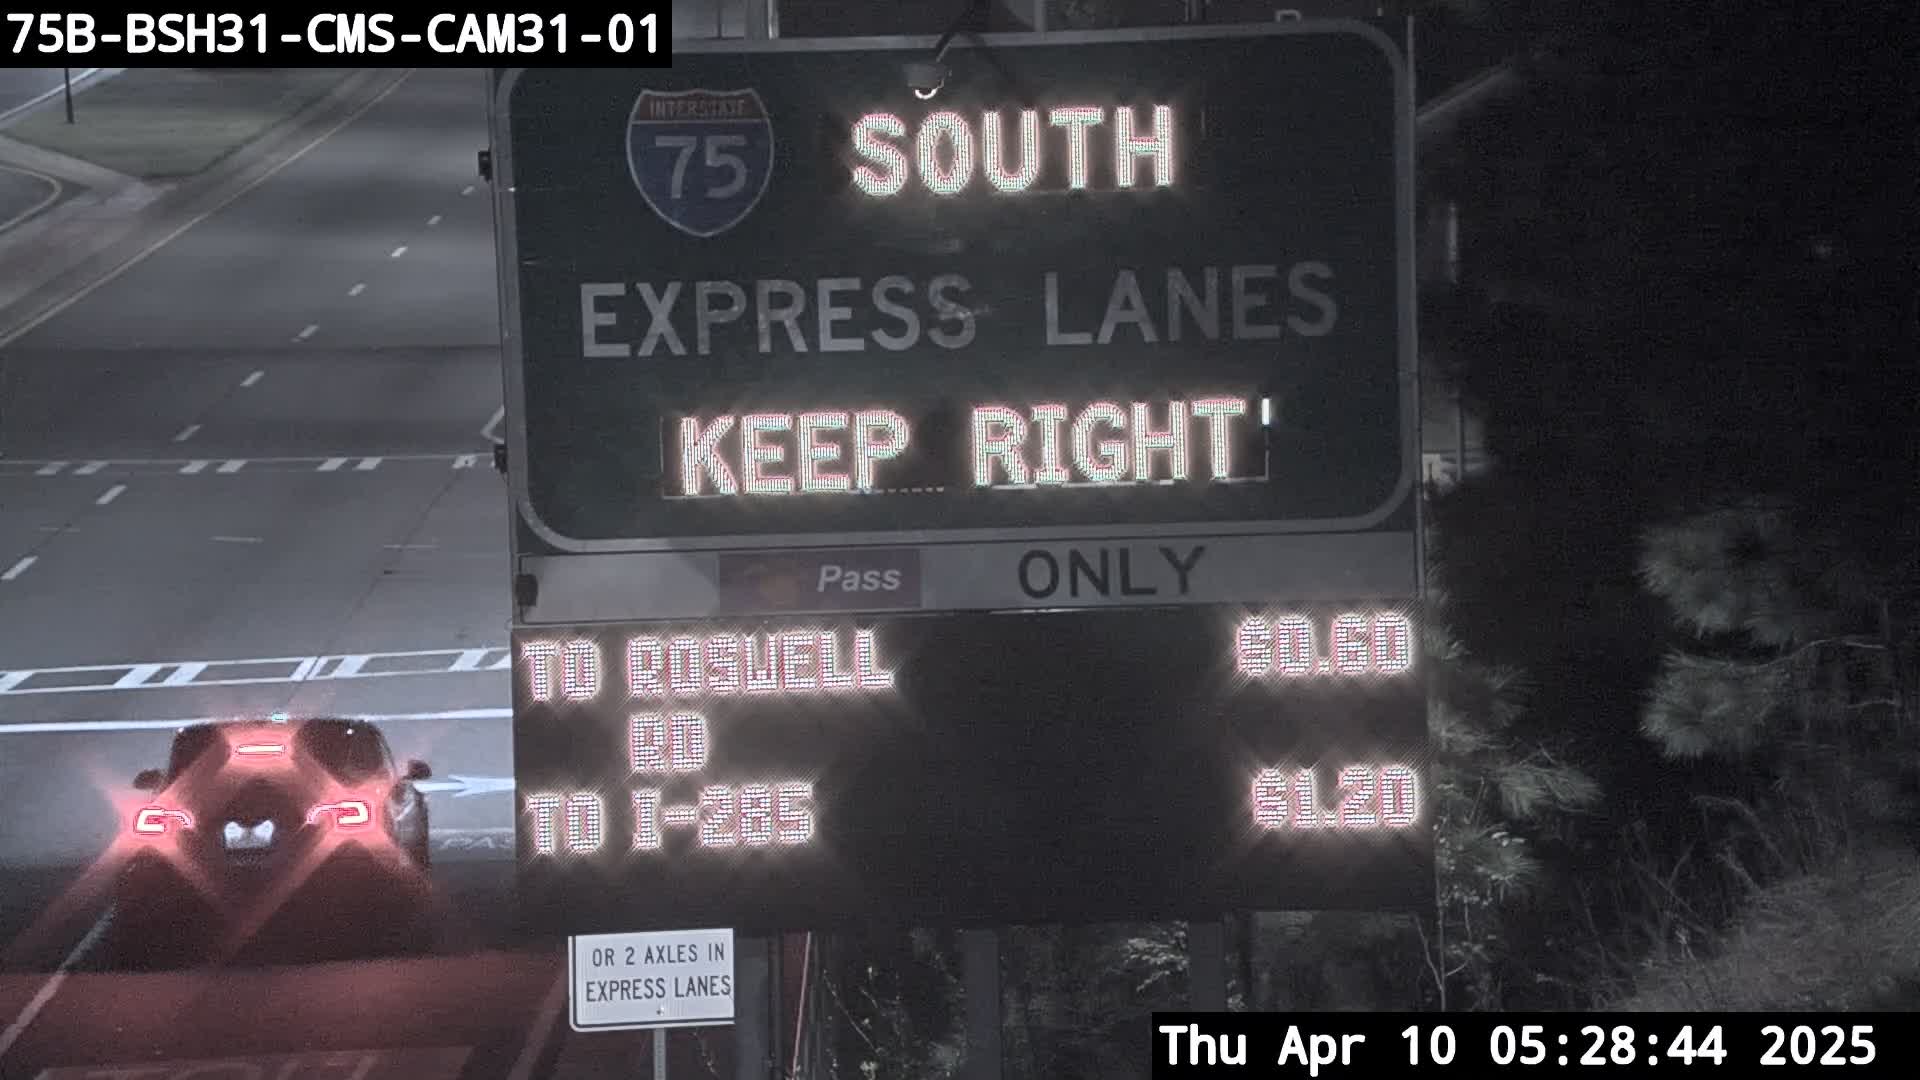 75B-BSH31-CMS-CAM31-01
INTERSTATE
75
SOUTH
EXPRESS LANES
KEEP RIGHT
Pass ONLY
TO ROSWELL $0.60
RD
TO I-285 $1.20
OR 2 AXLES IN
EXPRESS LANES
Thu Apr 10 05:28:44 2025